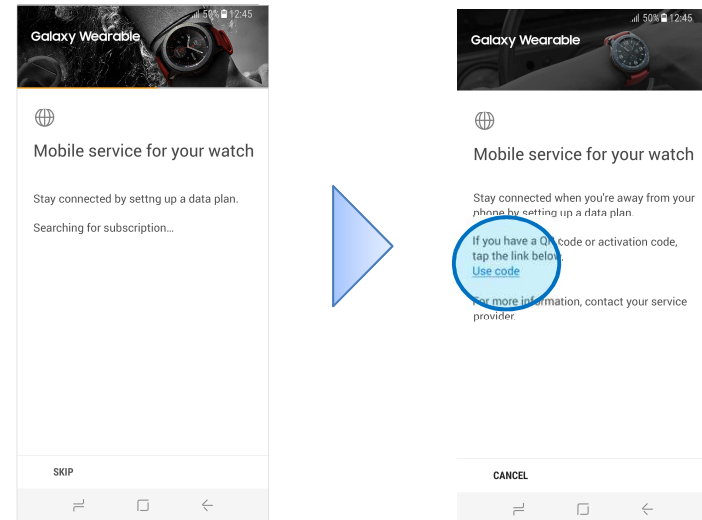 50% 12:45
Galaxy Wearable
Mobile service for your watch
Stay connected by settng up a data plan.
Searching for subscription...
SKIP
50% 12:45
Galaxy Wearable
Mobile service for your watch
Stay connected when you're away from your
phone by setting up a data plan.
If you have a QR code or activation code,
tap the link below.
Use code
For more information, contact your service
provider.
CANCEL